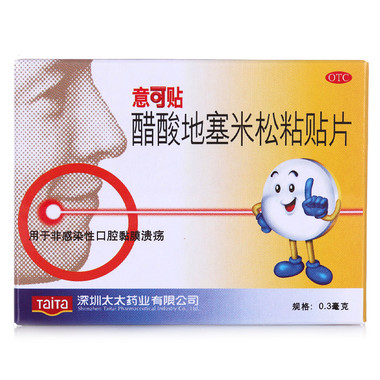 意可贴
OTC
醋酸地塞米松粘贴片
用于非感染性口腔黏膜溃疡
Taita 深圳太太药业有限公司
Shenzhen Taitai Pharmaceutical Industry Co., Ltd
规格：0.3毫克